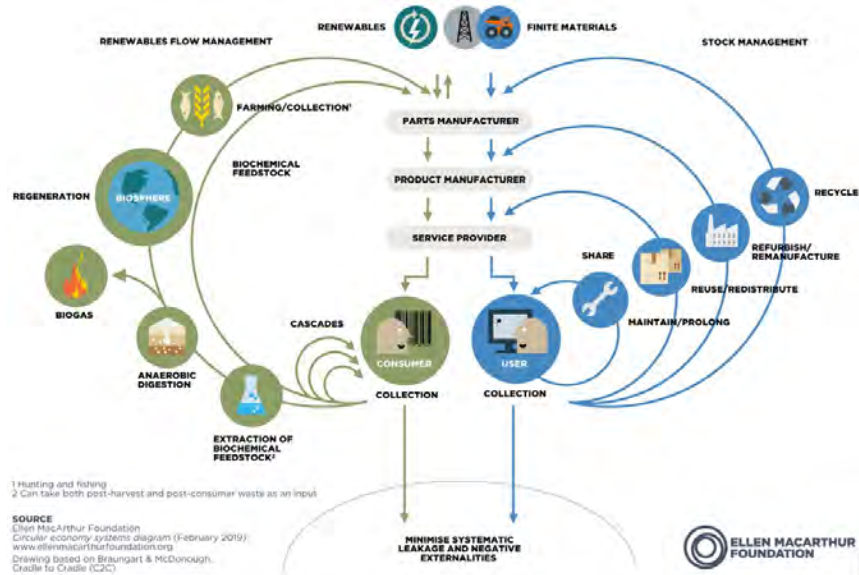 RENEWABLES
FINITE MATERIALS
RENEWABLES FLOW MANAGEMENT
STOCK MANAGEMENT
FARMING/COLLECTION¹
PARTS MANUFACTURER
BIOCHEMICAL
FEEDSTOCK
PRODUCT MANUFACTURER
REGENERATION
BIOSPHERE
RECYCLE
SERVICE PROVIDER
SHARE
REFURBISH/
REMANUFACTURE
REUSE/REDISTRIBUTE
BIOGAS
CASCADES
MAINTAIN/PROLONG
CONSUMER
USER
ANAEROBIC
DIGESTION
COLLECTION
COLLECTION
EXTRACTION OF
BIOCHEMICAL
FEEDSTOCK²
1 Hunting and fishing
2 Can take both post-harvest and post-consumer waste as an input
SOURCE
Ellen MacArthur Foundation
Circular economy systems diagram (February 2019)
www.ellenmacarthurfoundation.org
Drawing based on Braungart & McDonough,
Cradle to Cradle (C2C)
MINIMISE SYSTEMATIC
LEAKAGE AND NEGATIVE
EXTERNALITIES
ELLEN MACARTHUR
FOUNDATION